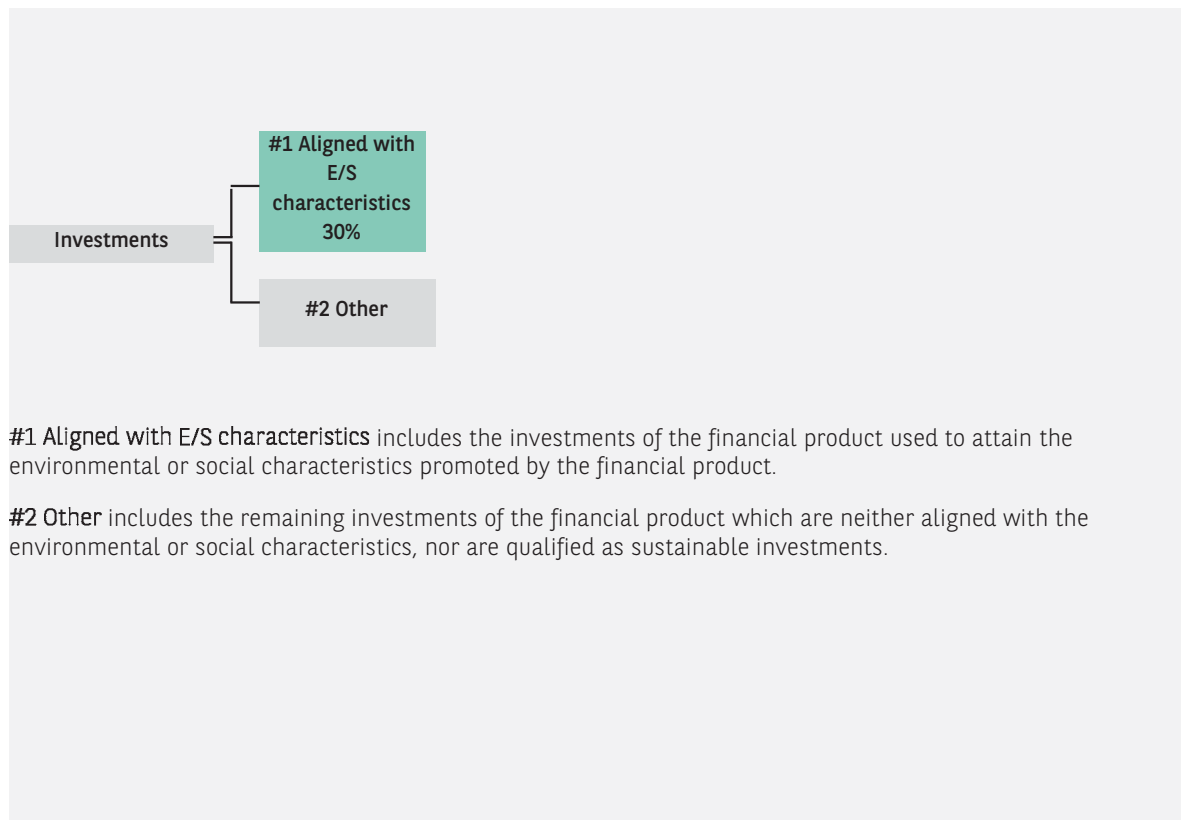 #1 Aligned with
E/S
characteristics
30%
Investments
#2 Other
#1 Aligned with E/S characteristics includes the investments of the financial product used to attain the
environmental or social characteristics promoted by the financial product.
#2 Other includes the remaining investments of the financial product which are neither aligned with the
environmental or social characteristics, nor are qualified as sustainable investments.